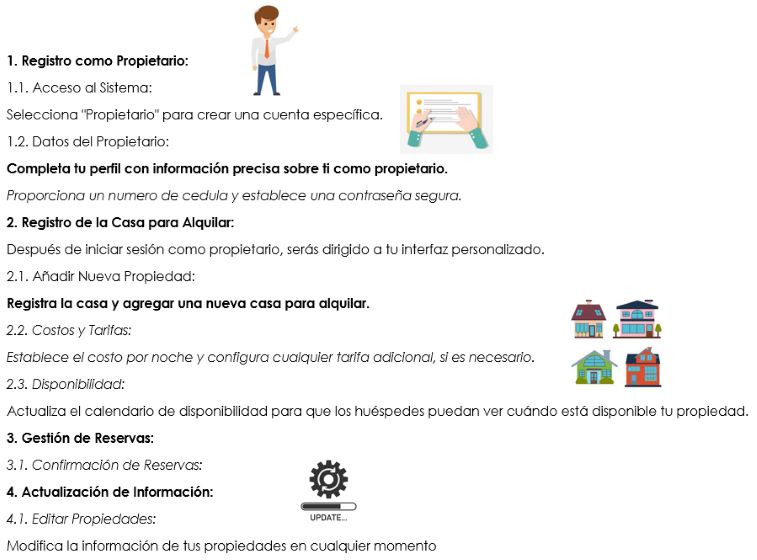 1. Registro como Propietario:
1.1. Acceso al Sistema:
Selecciona "Propietario" para crear una cuenta específica.
1.2. Datos del Propietario:
Completa tu perfil con información precisa sobre ti como propietario.
Proporciona un numero de cedula y establece una contraseña segura.
2. Registro de la Casa para Alquilar:
Después de iniciar sesión como propietario, serás dirigido a tu interfaz personalizado.
2.1. Añadir Nueva Propiedad:
Registra la casa y agregar una nueva casa para alquilar.
2.2. Costos y Tarifas:
Establece el costo por noche y configura cualquier tarifa adicional, si es necesario.
2.3. Disponibilidad:
Actualiza el calendario de disponibilidad para que los huéspedes puedan ver cuándo está disponible tu propiedad.
3. Gestión de Reservas:
3.1. Confirmación de Reservas:
4. Actualización de Información:
UPDATE...
4.1. Editar Propiedades:
Modifica la información de tus propiedades en cualquier momento